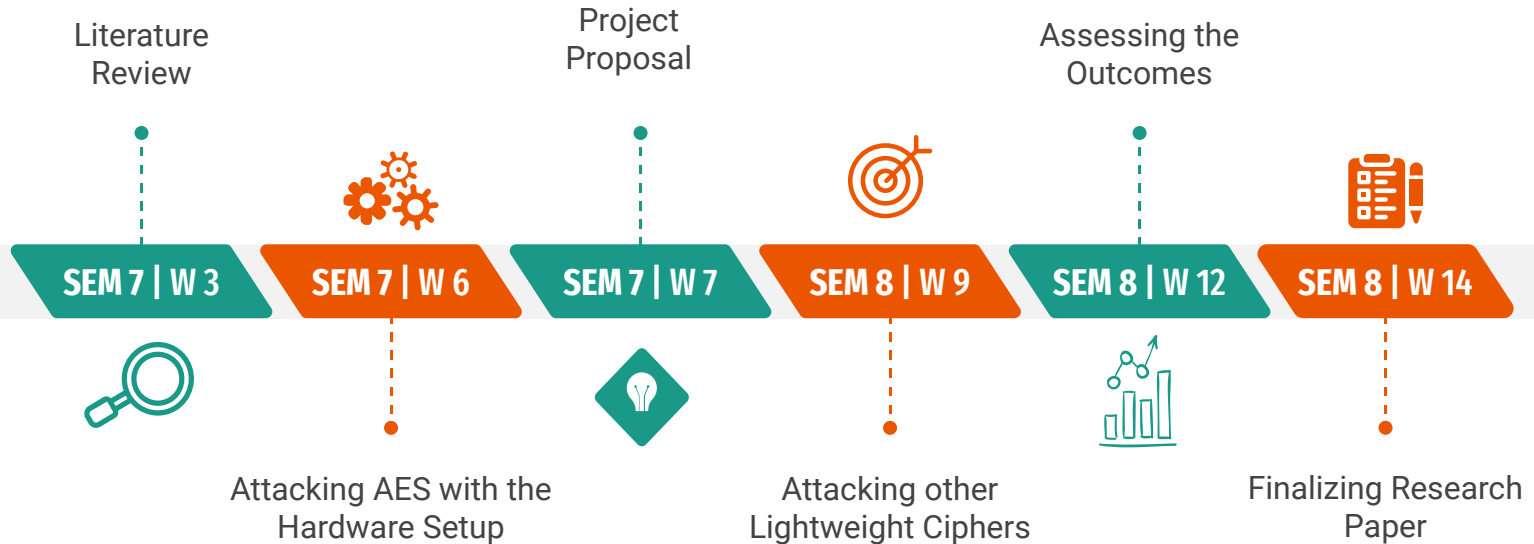 Literature
Review
Project
Proposal
Assessing the
Outcomes
SEM 7 | W 3
SEM 7 | W 6
SEM 7 | W 7
SEM 8 | W 9
SEM 8 | W 12
SEM 8 | W 14
Attacking AES with the
Hardware Setup
Attacking other
Lightweight Ciphers
Finalizing Research
Paper